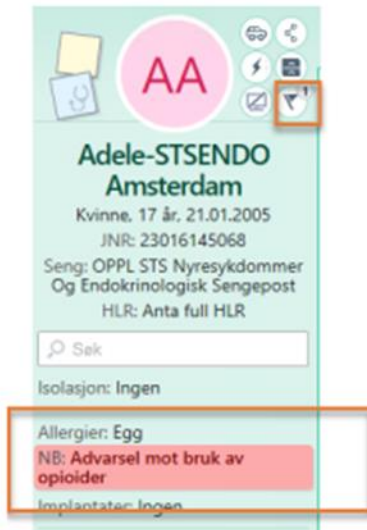 AA
1
Adele-STSENDO
Amsterdam
Kvinne, 17 år, 21.01.2005
JNR: 23016145068
Seng: OPPL STS Nyresykdommer
Og Endokrinologisk Sengepost
HLR: Anta full HLR
Søk
Isolasjon: Ingen
Allergier: Egg
NB: Advarsel mot bruk av
opioider
Implantater: Ingen